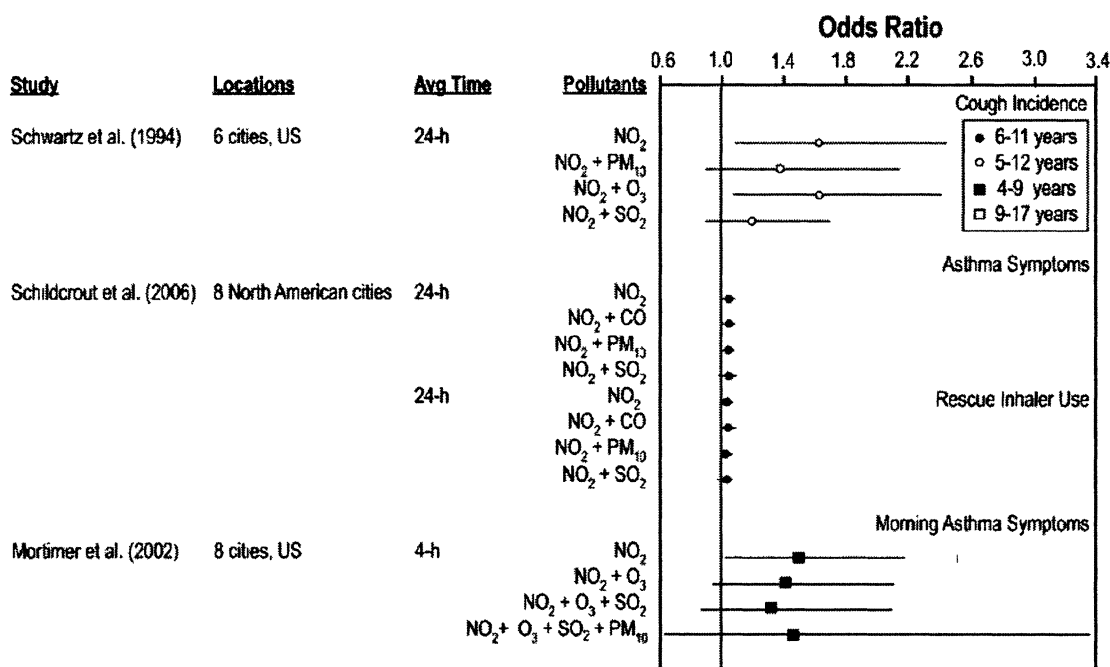 Odds Ratio
0.6 1.0 1.4 1.8 2.2 2.6 3.0 3.4
Study Locations Avg Time Pollutants
Cough Incidence
Schwartz et al. (1994) 6 cities, US 24-h NO2
NO2 + PM10
NO2 + O3
NO2 + SO2
6-11 years
5-12 years
4-9 years
9-17 years
Asthma Symptoms
Schildcrout et al. (2006) 8 North American cities 24-h NO2
NO2 + CO
NO2 + PM10
NO2 + SO2
24-h NO2 Rescue Inhaler Use
NO2 + CO
NO2 + PM10
NO2 + SO2
Morning Asthma Symptoms
Mortimer et al. (2002) 8 cities, US 4-h NO2
NO2 + O3
NO2 + O3 + SO2
NO2+ O3 + SO2 + PM10